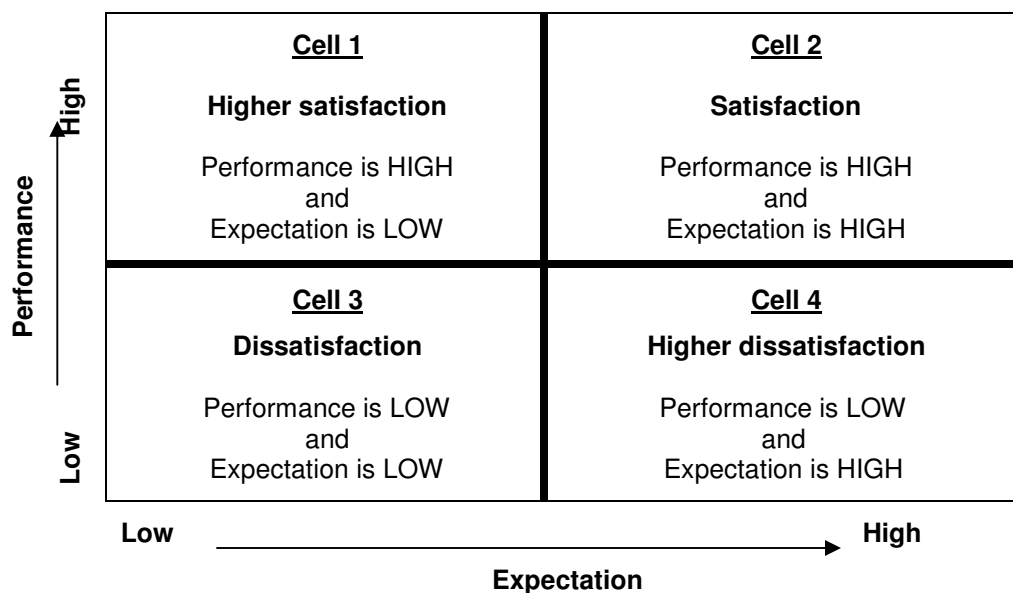 High
Performance
Low
Cell 1
Higher satisfaction
Performance is HIGH
and
Expectation is LOW
Cell 2
Satisfaction
Performance is HIGH
and
Expectation is HIGH
Cell 3
Dissatisfaction
Performance is LOW
and
Expectation is LOW
Cell 4
Higher dissatisfaction
Performance is LOW
and
Expectation is HIGH
Low
High
Expectation